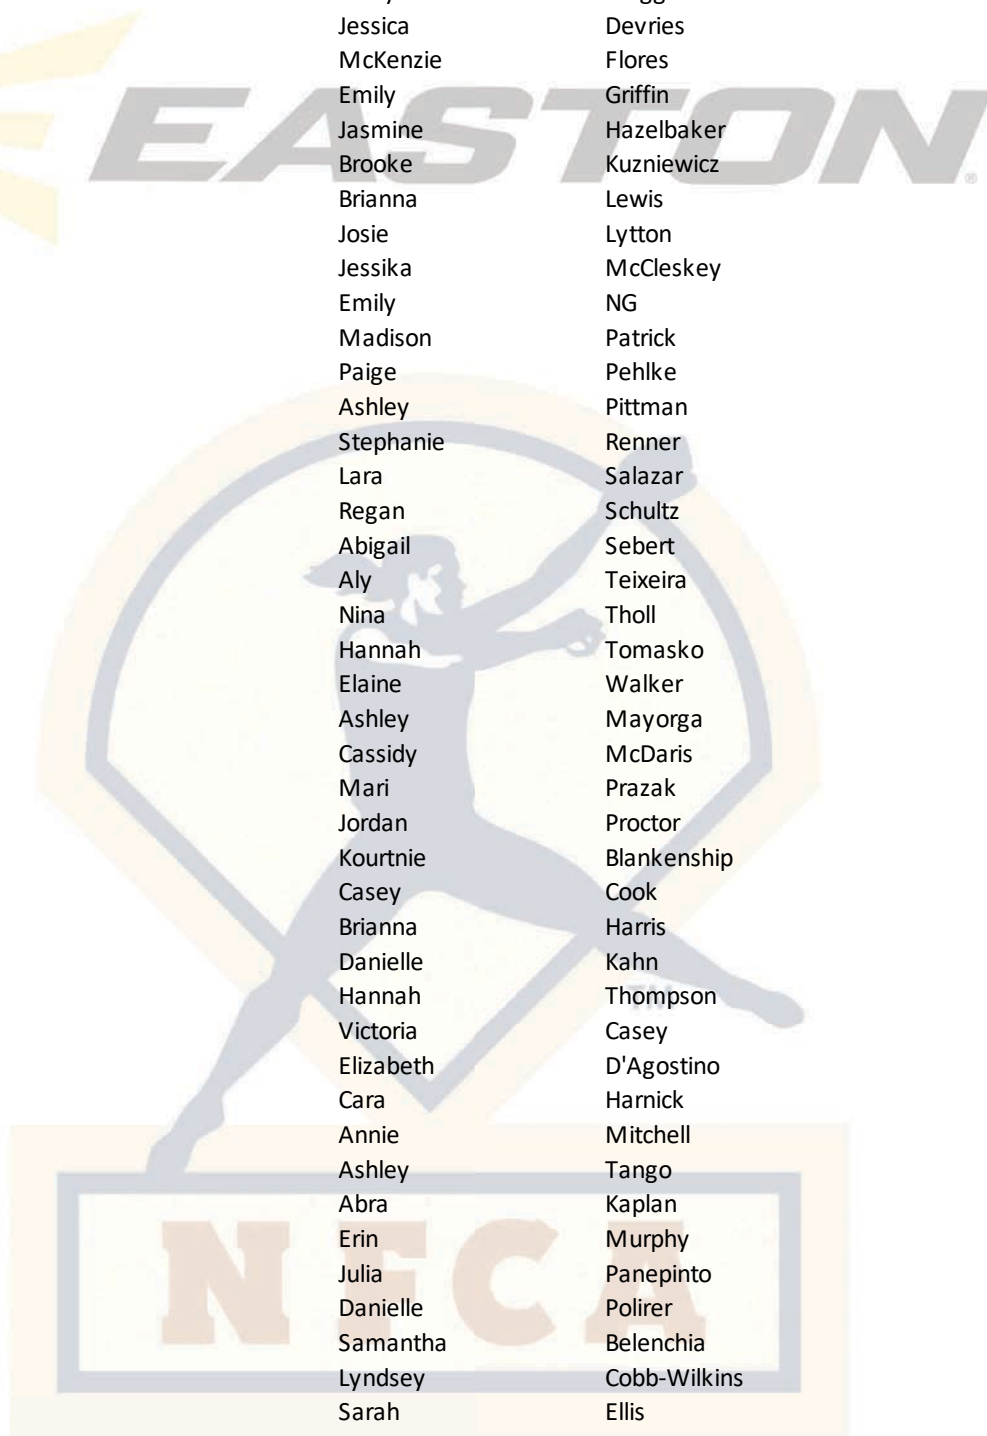 Jessica Devries
McKenzie Flores
EASTON
Emily Griffin
Jasmine Hazelbaker
Brooke Kuzniewicz
Brianna Lewis
Josie Lytton
Jessika McCleskey
Emily NG
Madison Patrick
Paige Pehlke
Ashley Pittman
Stephanie Renner
Lara Salazar
Regan Schultz
Abigail Sebert
Aly Teixeira
Nina Tholl
Hannah Tomasko
Elaine Walker
Ashley Mayorga
Cassidy McDaris
Mari Prazak
Jordan Proctor
Kourtnie Blankenship
Casey Cook
Brianna Harris
Danielle Kahn
Hannah Thompson
TM
Victoria Casey
Elizabeth D'Agostino
Cara Harnick
Annie Mitchell
Ashley Tango
Abra Kaplan
Erin Murphy
Julia Panepinto
Danielle Polirer
NFCA
Samantha Belenchia
Lyndsey Cobb-Wilkins
Sarah Ellis